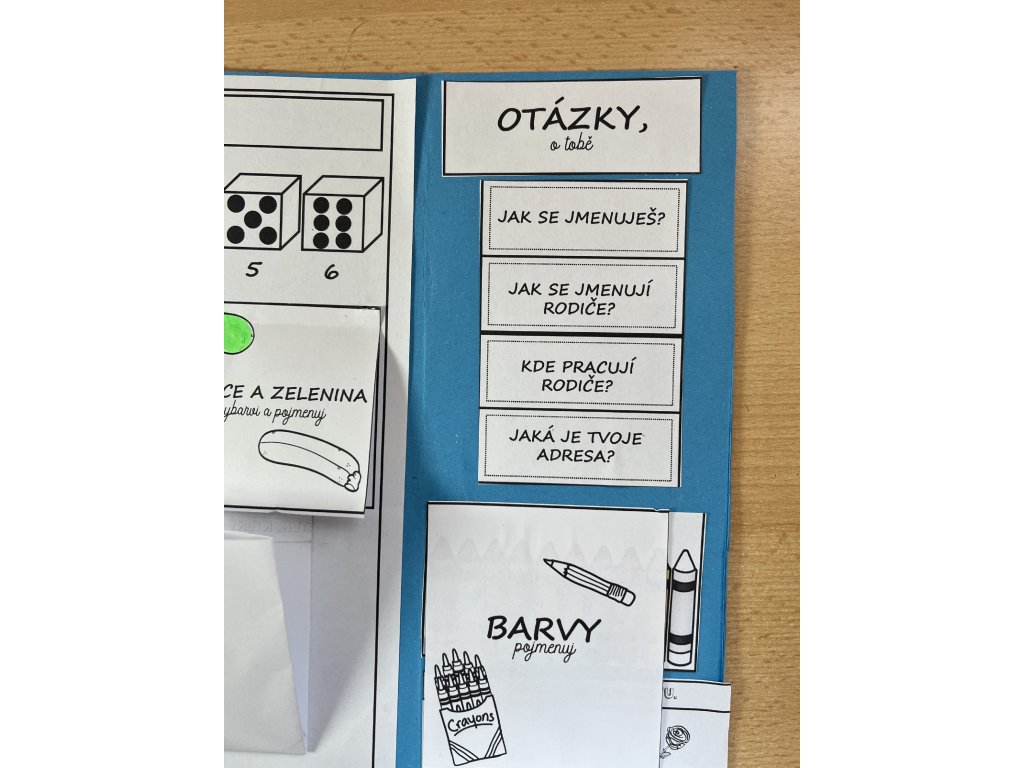 5 6
CE A ZELENINA
ybarvi a pojmenuj
OTÁZKY,
o tobě
JAK SE JMENUJEŠ?
JAK SE JMENUJÍ
RODIČE?
KDE PRACUJÍ
RODIČE?
JAKÁ JE TVOJE
ADRESA?
BARVY
pojmenuj
Crayons
U.